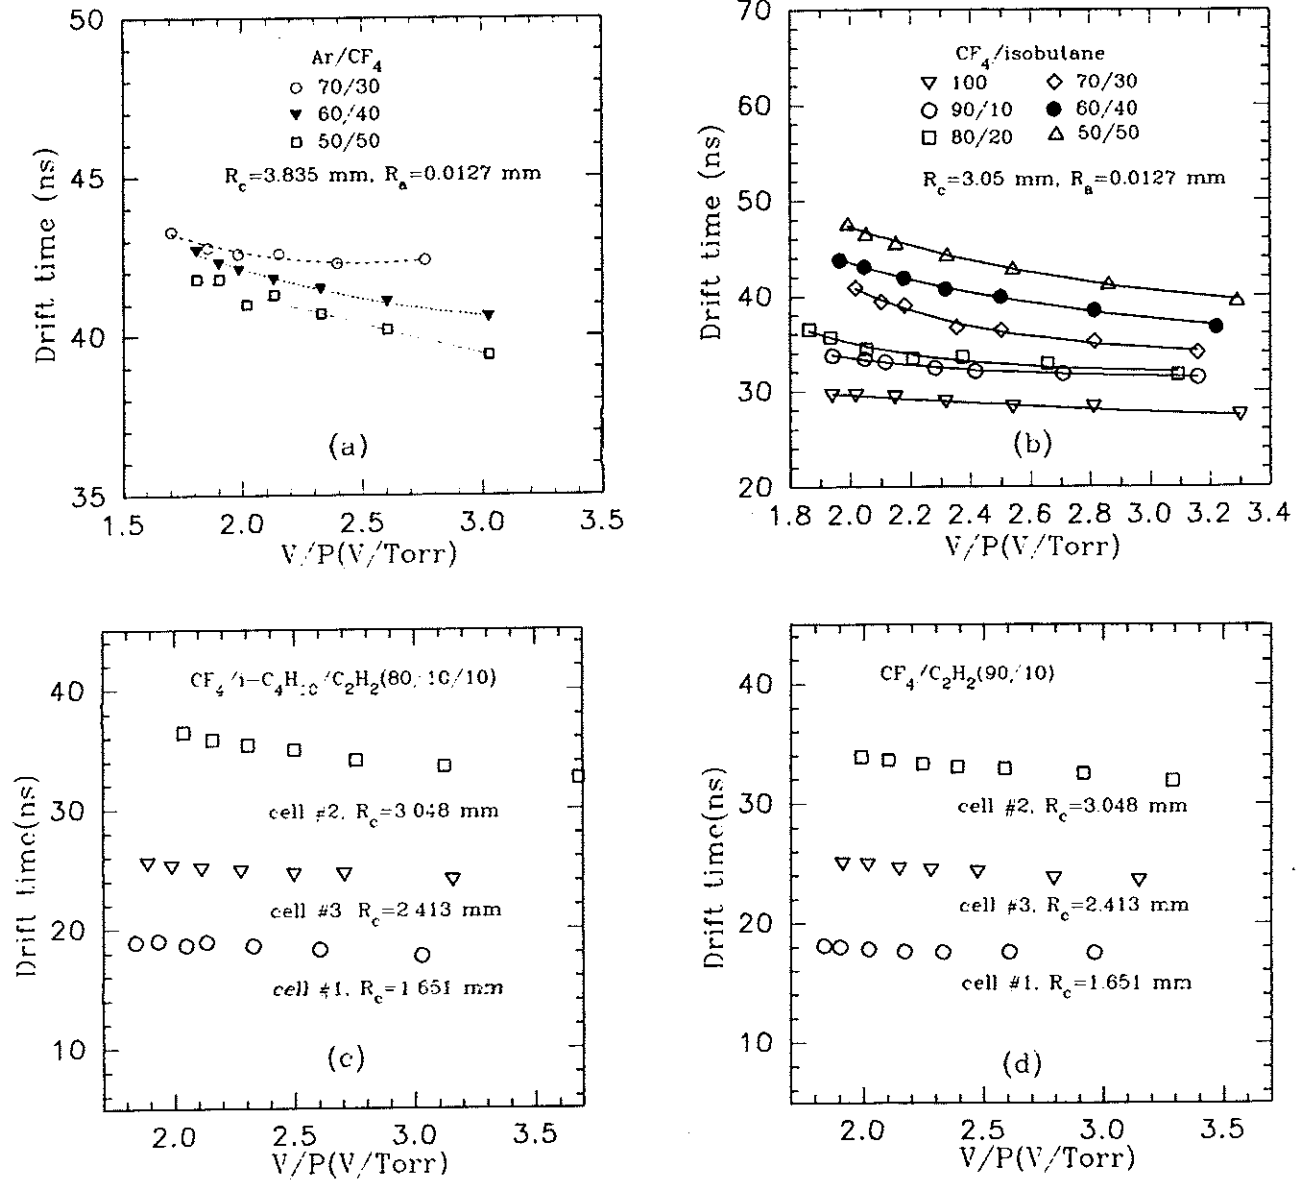 50
45
40
35
Drift time (ns)
Ar/CF4
70/30
60/40
50/50
Rc=3.835 mm, Ra=0.0127 mm
(a)
1.5 2.0 2.5 3.0 3.5
V/P(V/Torr)
70
60
50
40
30
20
Drift time (ns)
CF4/isobutane
100 70/30
90/10 60/40
80/20 50/50
Rc=3.05 mm, Ra=0.0127 mm
(b)
1.8 2.0 2.2 2.4 2.6 2.8 3.0 3.2 3.4
V/P(V/Torr)
40
30
20
10
Drift time(ns)
CF4/i-C4H10/C2H2(80/10/10)
cell #2, Rc=3.048 mm
cell #3 Rc=2.413 mm
cell #1, Rc=1.651 mm
(c)
2.0 2.5 3.0 3.5
V/P(V/Torr)
40
30
20
10
Drift time(ns)
CF4/C2H2(90/10)
cell #2, Rc=3.048 mm
cell #3, Rc=2.413 mm
cell #1, Rc=1.651 mm
(d)
2.0 2.5 3.0 3.5
V/P(V/Torr)